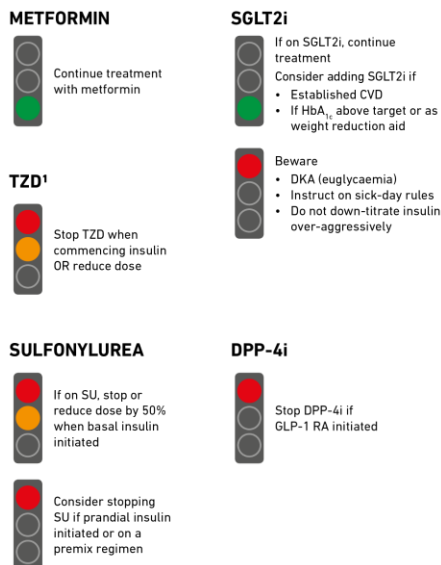 METFORMIN
Continue treatment
with metformin
TZD¹
Stop TZD when
commencing insulin
OR reduce dose
SULFONYLUREA
If on SU, stop or
reduce dose by 50%
when basal insulin
initiated
Consider stopping
SU if prandial insulin
initiated or on a
premix regimen
SGLT2i
If on SGLT2i, continue
treatment
Consider adding SGLT2i if
• Established CVD
• If HbA1c above target or as
weight reduction aid
Beware
• DKA (euglycaemia)
• Instruct on sick-day rules
• Do not down-titrate insulin
over-aggressively
DPP-4i
Stop DPP-4i if
GLP-1 RA initiated